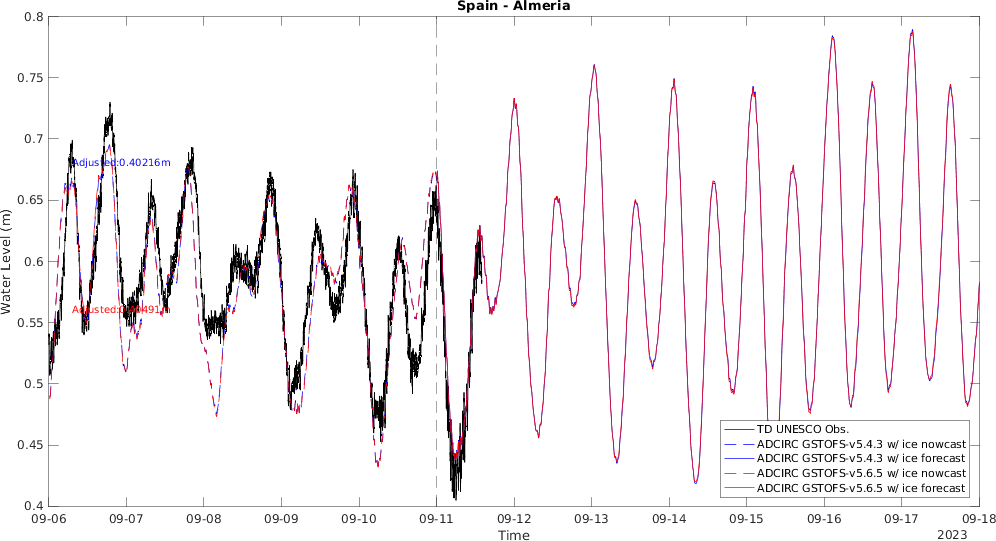 Spain - Almeria
0.8
0.75
0.7
0.65
0.6
0.55
0.5
0.45
0.4
Water Level (m)
Adjusted:0.40216m
TD UNESCO Obs.
ADCIRC GSTOFS-v5.4.3 w/ ice nowcast
ADCIRC GSTOFS-v5.4.3 w/ ice forecast
ADCIRC GSTOFS-v5.6.5 w/ ice nowcast
ADCIRC GSTOFS-v5.6.5 w/ ice forecast
09-06 09-07 09-08 09-09 09-10 09-11 09-12 09-13 09-14 09-15 09-16 09-17 09-18
Time
2023